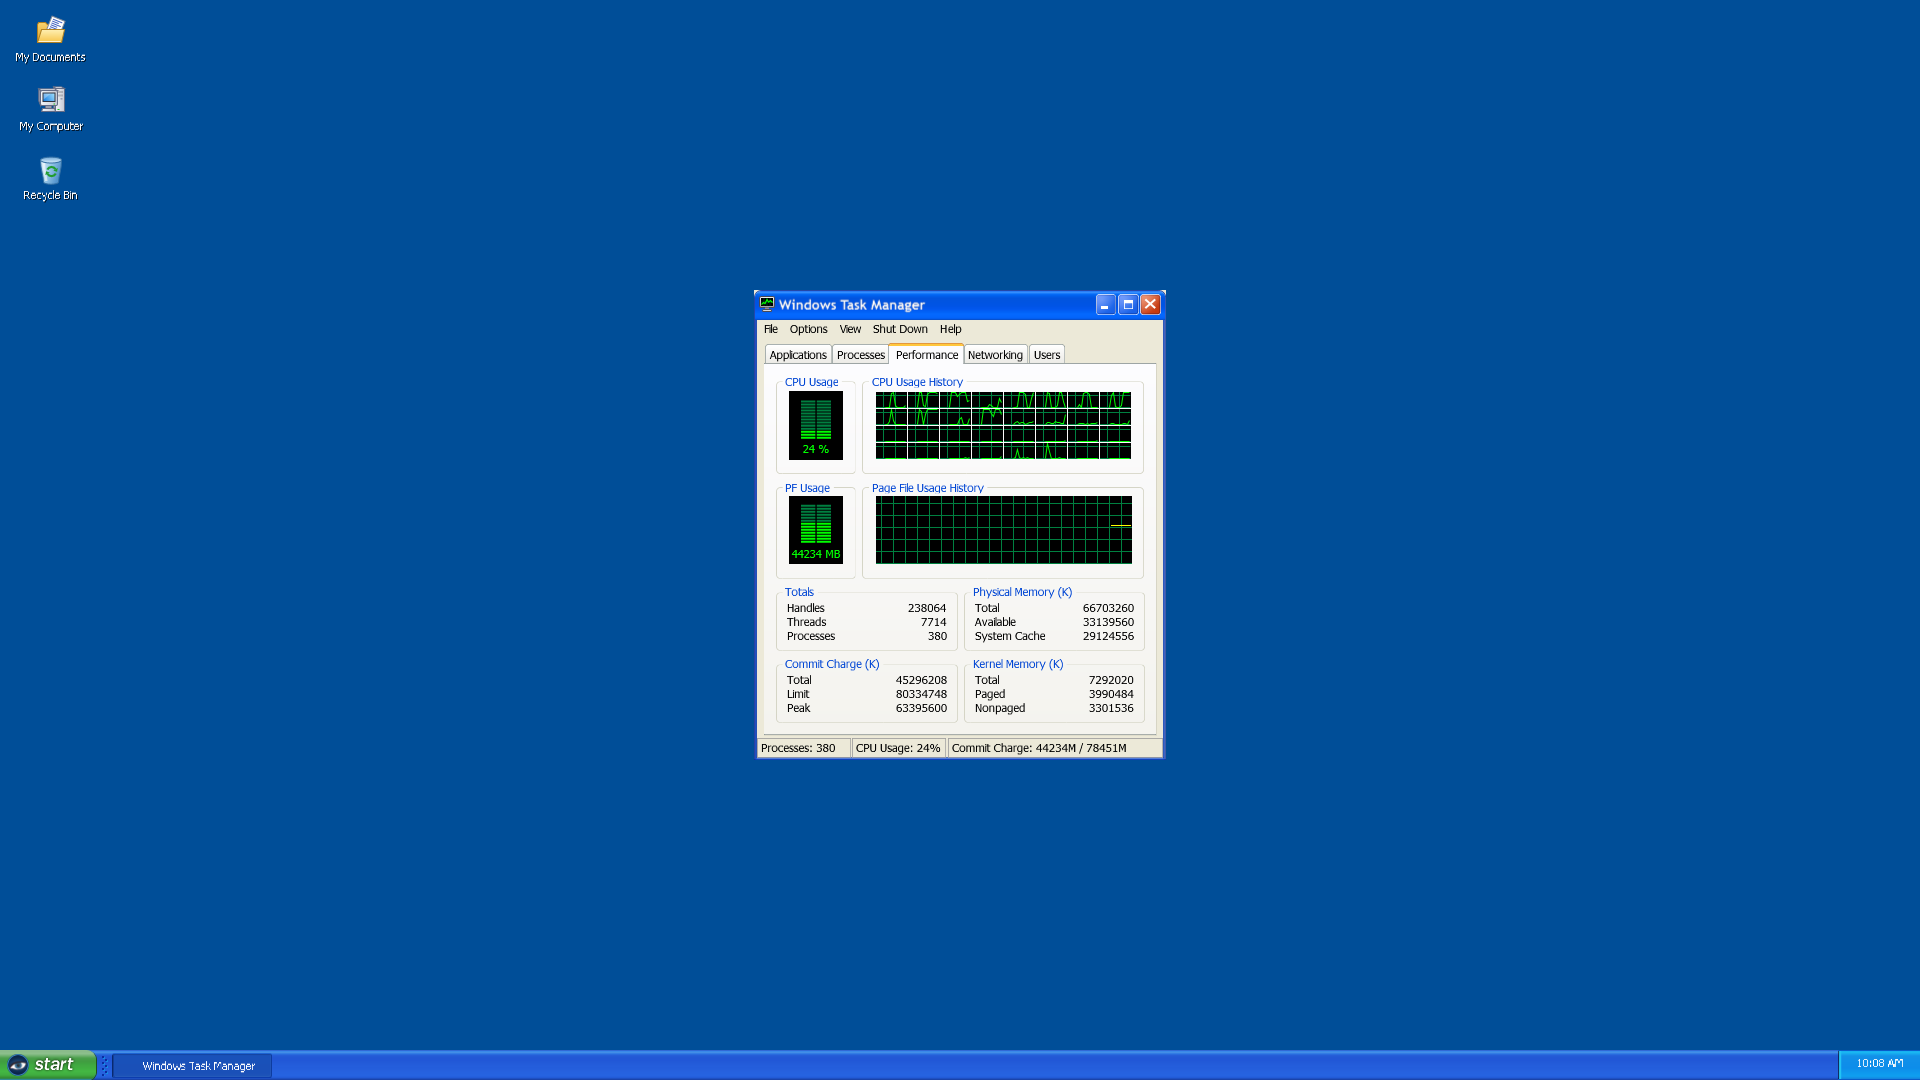 My Documents
My Computer
Recycle Bin
Windows Task Manager
File Options View Shut Down Help
Applications Processes Performance Networking Users
CPU Usage
24 %
CPU Usage History
PF Usage
44234 MB
Page File Usage History
Totals
Handles 238064
Threads 7714
Processes 380
Physical Memory (K)
Total 66703260
Available 33139560
System Cache 29124556
Commit Charge (K)
Total 45296208
Limit 80334748
Peak 63395600
Kernel Memory (K)
Total 7292020
Paged 3990484
Nonpaged 3301536
Processes: 380 CPU Usage: 24% Commit Charge: 44234M / 78451M
start
Windows Task Manager
10:08 AM